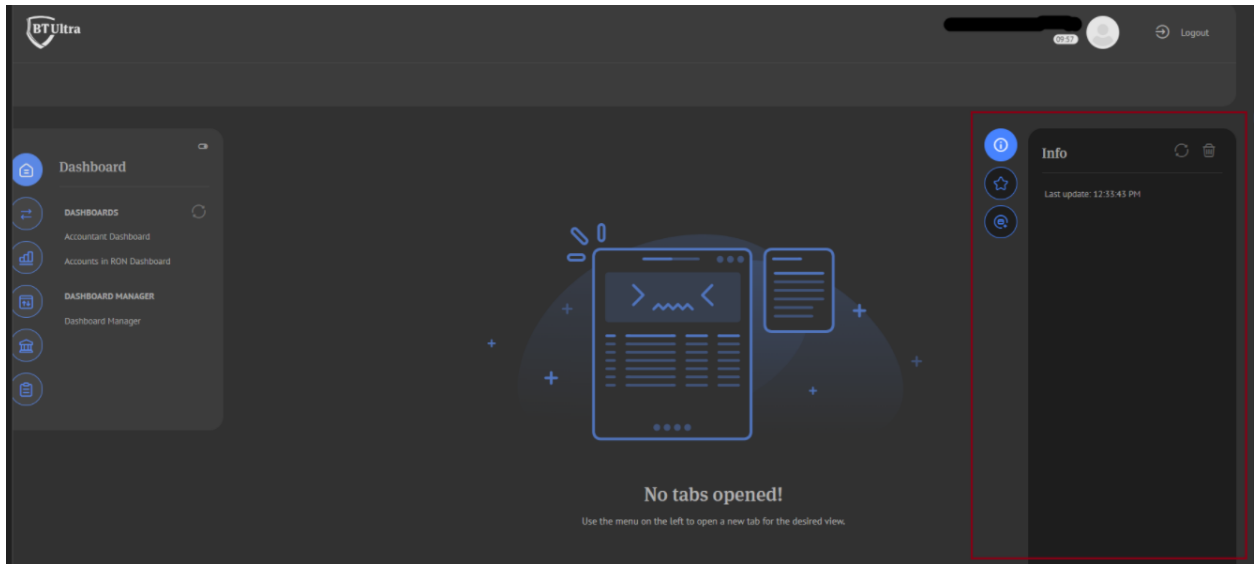 BT Ultra
09:57
Logout
Dashboard
DASHBOARDS
Accountant Dashboard
Accounts in RON Dashboard
DASHBOARD MANAGER
Dashboard Manager
No tabs opened!
Use the menu on the left to open a new tab for the desired view.
Info
Last update: 12:33:43 PM